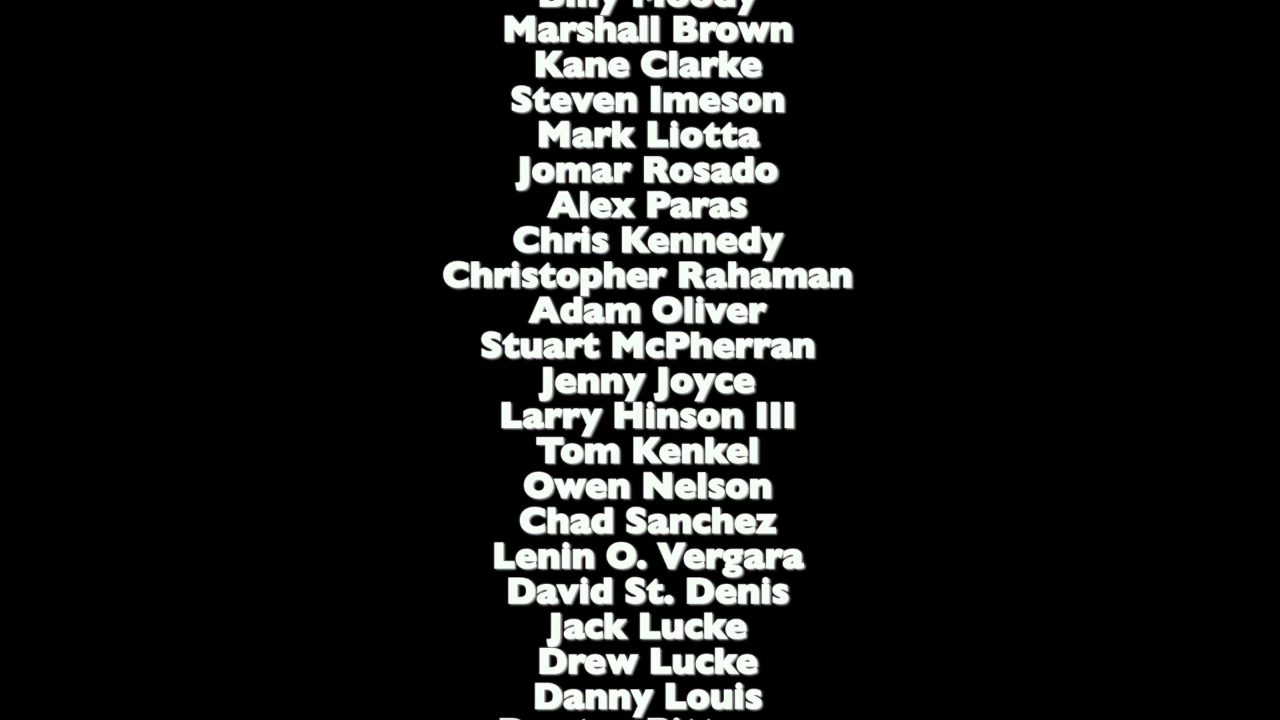 Billy Moody
Marshall Brown
Kane Clarke
Steven Imeson
Mark Liotta
Jomar Rosado
Alex Paras
Chris Kennedy
Christopher Rahaman
Adam Oliver
Stuart McPherran
Jenny Joyce
Larry Hinson III
Tom Kenkel
Owen Nelson
Chad Sanchez
Lenin O. Vergara
David St. Denis
Jack Lucke
Drew Lucke
Danny Louis